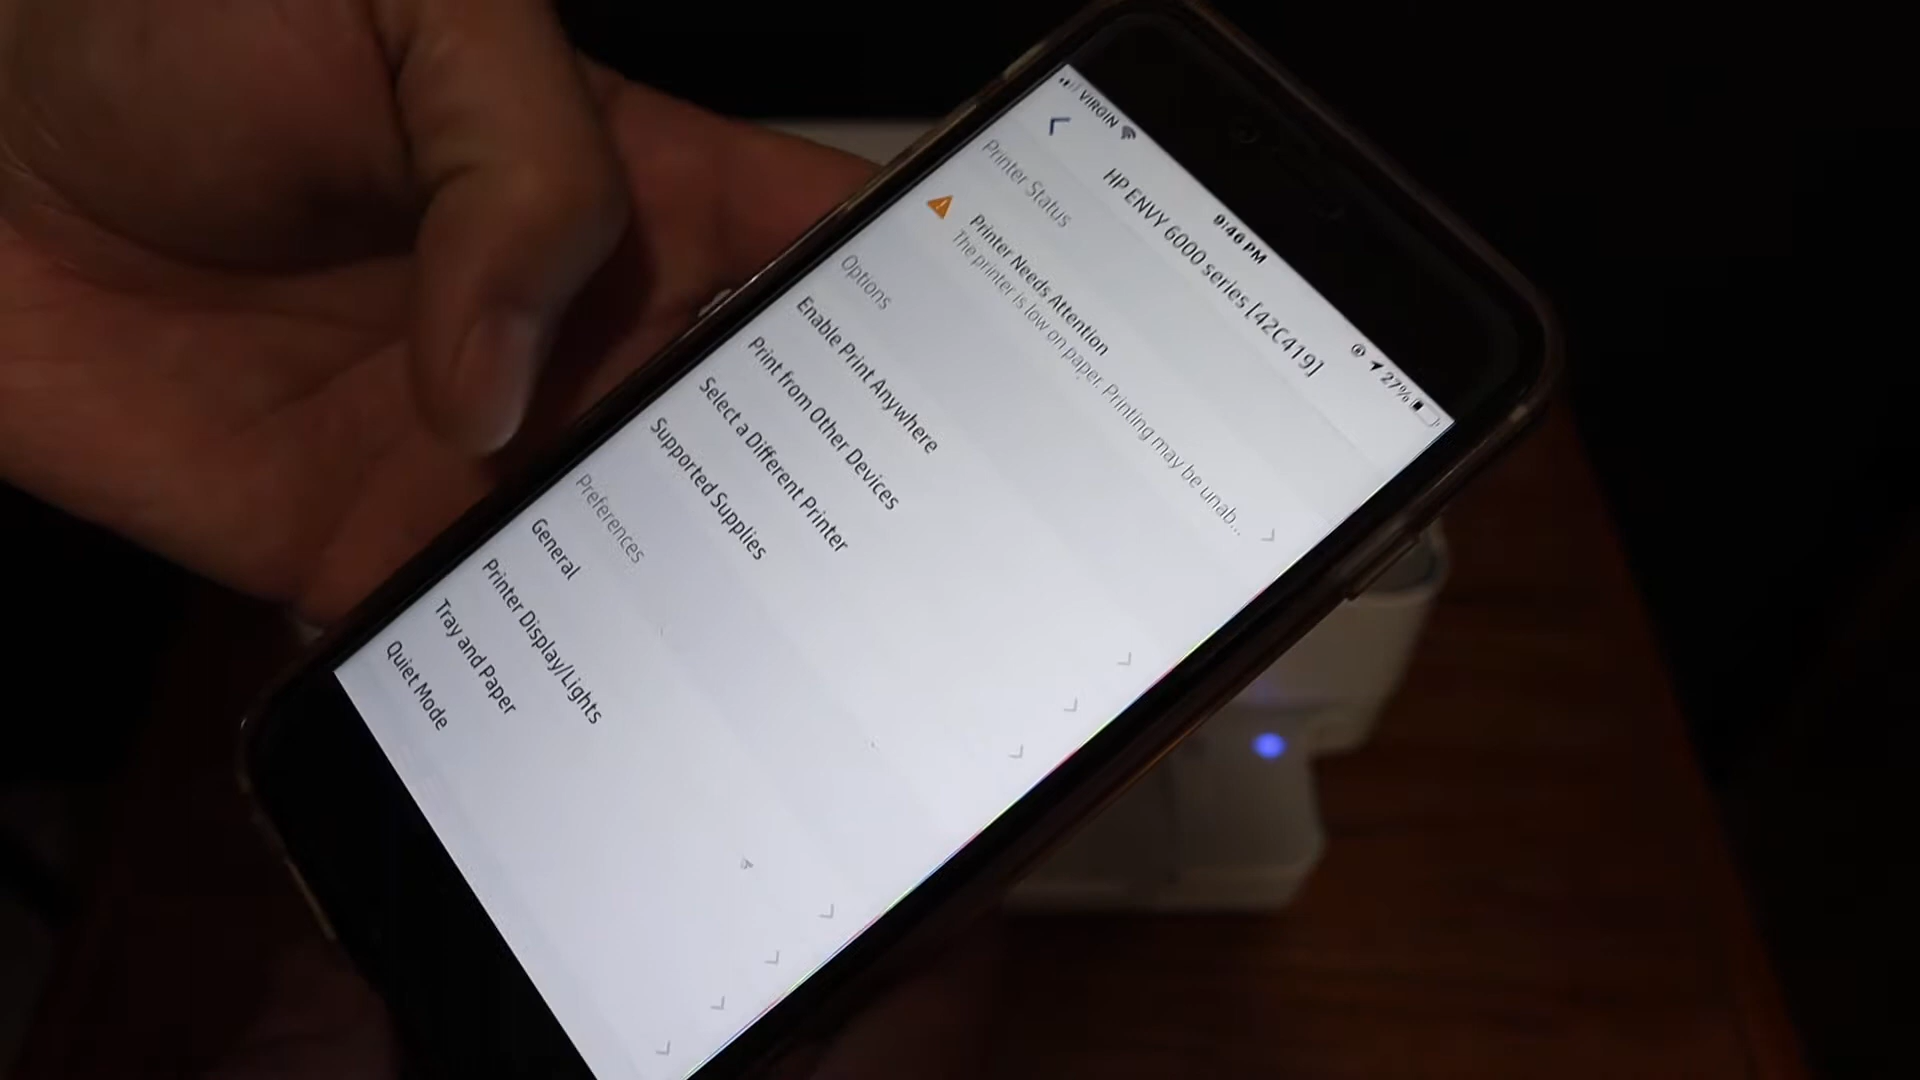 VIRGIN
9:46 PM
27%
HP ENVY 6000 series [42C419]
Printer Status
Printer Needs Attention
The printer is low on paper. Printing may be unab...
Options
Enable Print Anywhere
Print from Other Devices
Select a Different Printer
Supported Supplies
Preferences
General
Printer Display/Lights
Tray and Paper
Quiet Mode